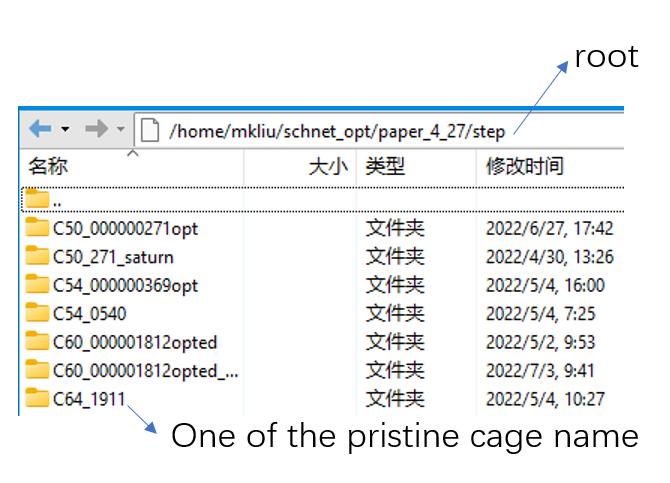 root
/home/mkliu/schnet_opt/paper_4_27/step
名称 大小 类型 修改时间
..
C50_000000271opt 文件夹 2022/6/27, 17:42
C50_271_saturn 文件夹 2022/4/30, 13:26
C54_000000369opt 文件夹 2022/5/4, 16:00
C54_0540 文件夹 2022/5/4, 7:25
C60_000001812opted 文件夹 2022/5/2, 9:53
C60_000001812opted_... 文件夹 2022/7/3, 9:41
C64_1911 文件夹 2022/5/4, 10:27
One of the pristine cage name